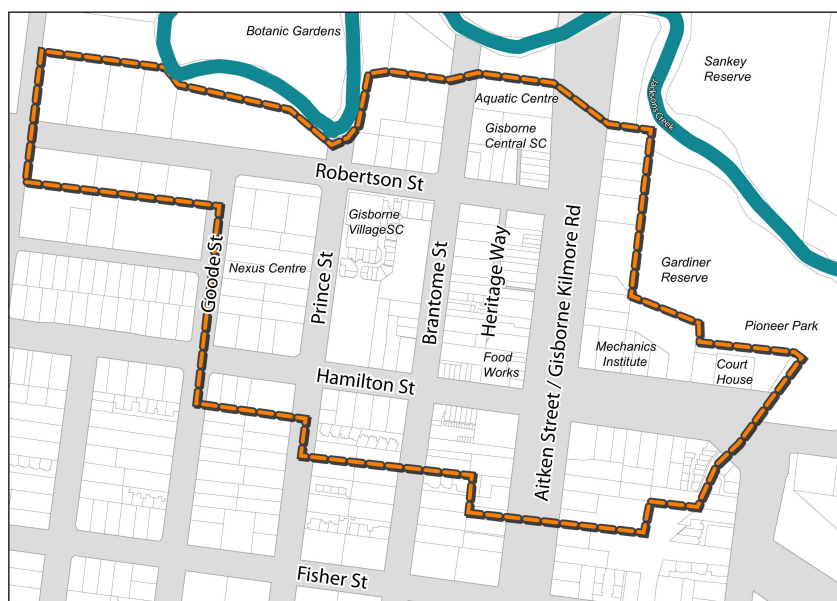 Botanic Gardens
Sankey
Reserve
Jacksons Creek
Aquatic Centre
Gisborne
Central SC
Robertson St
Gisborne
VillageSC
Goode St
Nexus Centre
Prince St
Brantome St
Heritage Way
Aitken Street / Gisborne Kilmore Rd
Gardiner
Reserve
Pioneer Park
Mechanics
Institute
Court
House
Food
Works
Hamilton St
Fisher St